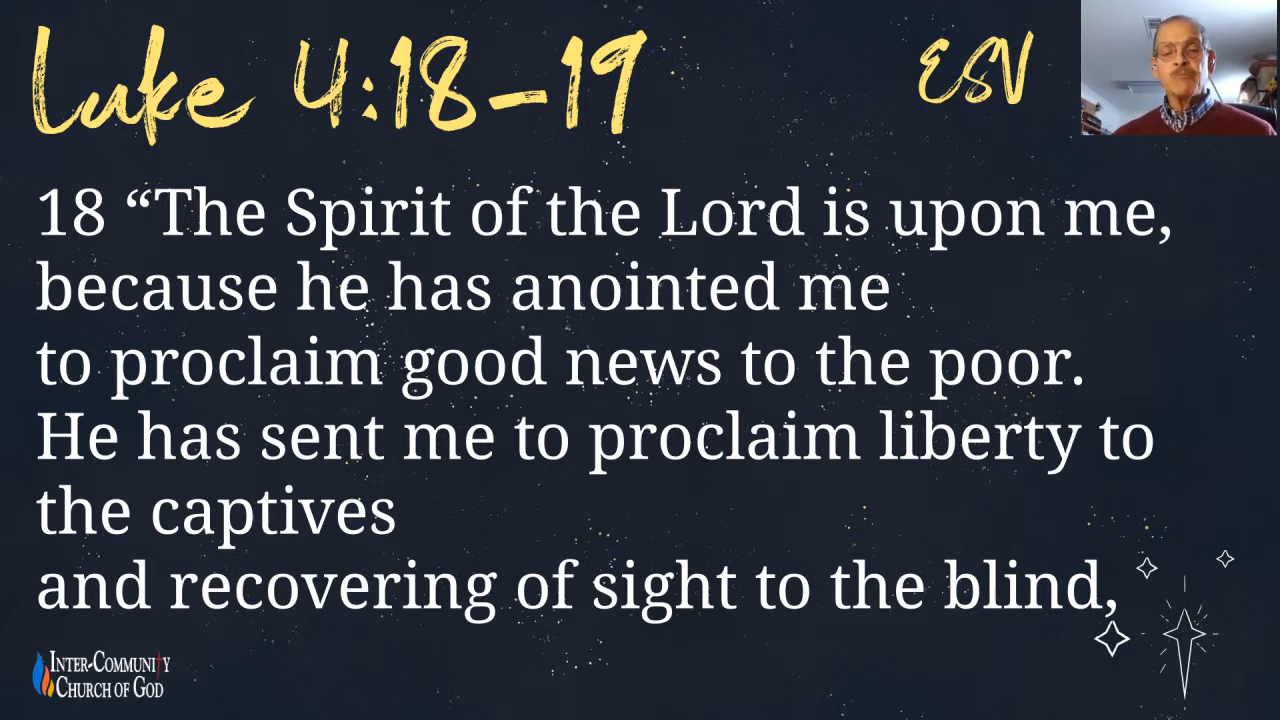 Luke 4:18-19
ESV
18 “The Spirit of the Lord is upon me,
because he has anointed me
to proclaim good news to the poor.
He has sent me to proclaim liberty to
the captives
and recovering of sight to the blind,
INTER-COMMUNITY
CHURCH OF GOD